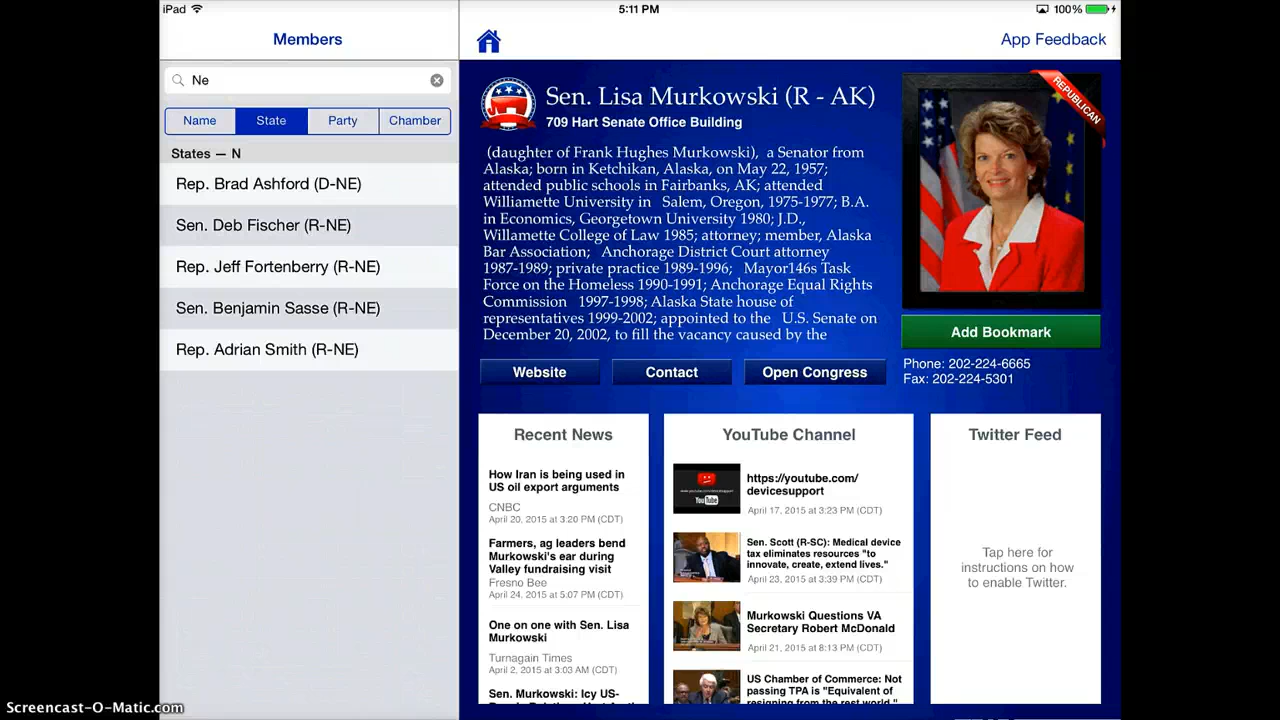 iPad
5:11 PM
100%
Members
App Feedback
Ne
Name
State
Party
Chamber
States — N
Rep. Brad Ashford (D-NE)
Sen. Deb Fischer (R-NE)
Rep. Jeff Fortenberry (R-NE)
Sen. Benjamin Sasse (R-NE)
Rep. Adrian Smith (R-NE)
Sen. Lisa Murkowski (R - AK)
709 Hart Senate Office Building
(daughter of Frank Hughes Murkowski), a Senator from
Alaska; born in Ketchikan, Alaska, on May 22, 1957;
attended public schools in Fairbanks, AK; attended
Williamette University in Salem, Oregon, 1975-1977; B.A.
in Economics, Georgetown University 1980; J.D.,
Willamette College of Law 1985; attorney; member, Alaska
Bar Association; Anchorage District Court attorney
1987-1989; private practice 1989-1996; Mayor146s Task
Force on the Homeless 1990-1991; Anchorage Equal Rights
Commission 1997-1998; Alaska State house of
representatives 1999-2002; appointed to the U.S. Senate on
December 20, 2002, to fill the vacancy caused by the
REPUBLICAN
Add Bookmark
Phone: 202-224-6665
Fax: 202-224-5301
Website
Contact
Open Congress
Recent News
How Iran is being used in
US oil export arguments
CNBC
April 20, 2015 at 3:20 PM (CDT)
Farmers, ag leaders bend
Murkowski's ear during
Valley fundraising visit
Fresno Bee
April 24, 2015 at 5:07 PM (CDT)
One on one with Sen. Lisa
Murkowski
Turnagain Times
April 2, 2015 at 3:03 AM (CDT)
Sen. Murkowski: Icy US-
YouTube Channel
https://youtube.com/
devicesupport
April 17, 2015 at 3:23 PM (CDT)
You Tube
Sen. Scott (R-SC): Medical device
tax eliminates resources "to
innovate, create, extend lives."
April 23, 2015 at 3:39 PM (CDT)
Murkowski Questions VA
Secretary Robert McDonald
April 21, 2015 at 8:13 PM (CDT)
US Chamber of Commerce: Not
passing TPA is "Equivalent of
resigning from the rest world."
Twitter Feed
Tap here for
instructions on how
to enable Twitter.
Screencast-O-Matic.com